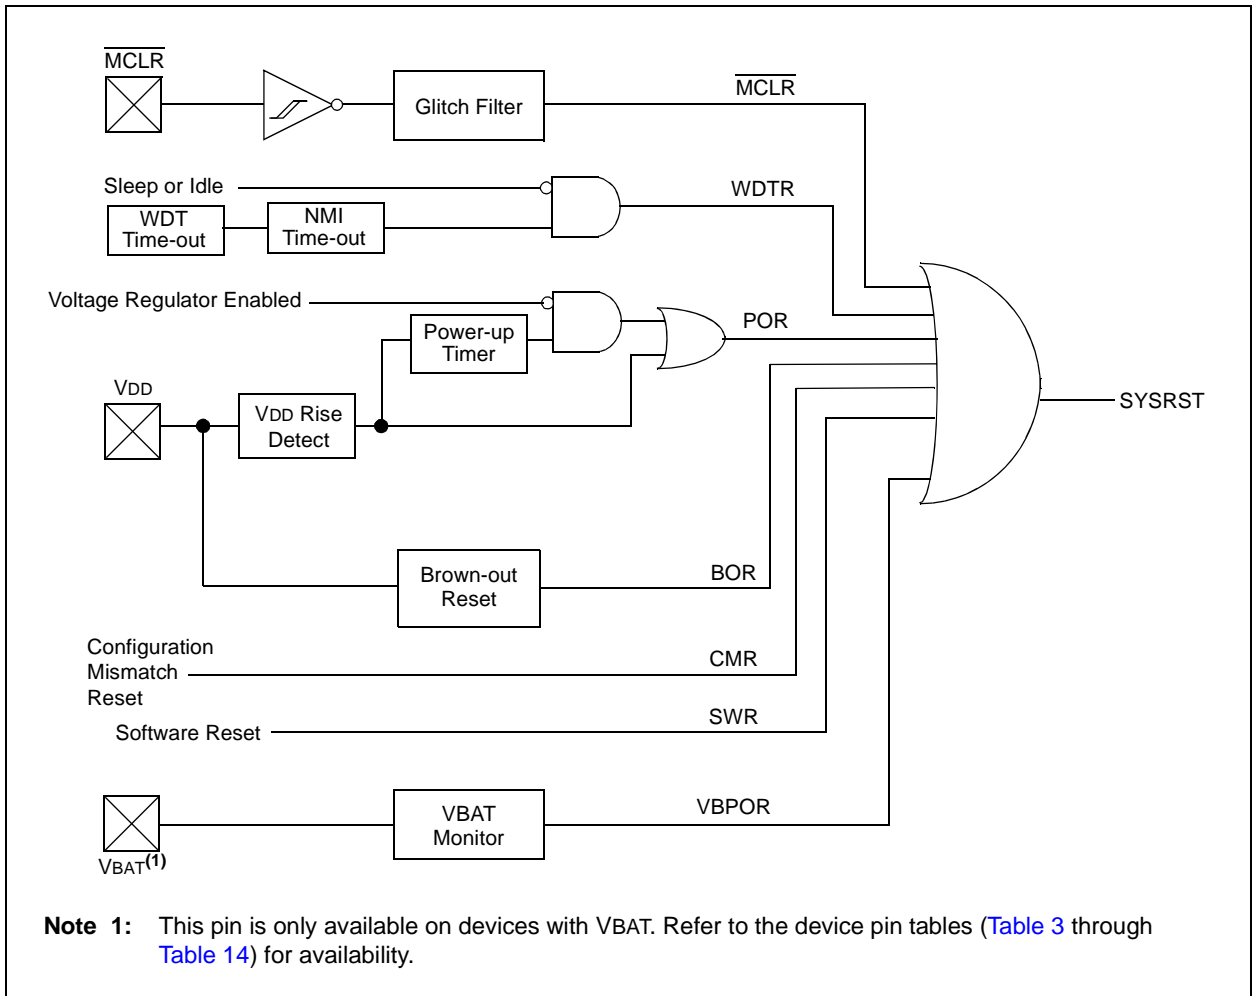 MCLR
Glitch Filter
MCLR
Sleep or Idle
WDTR
WDT
Time-out
NMI
Time-out
Voltage Regulator Enabled
Power-up
Timer
POR
VDD
VDD Rise
Detect
SYSRST
Brown-out
Reset
BOR
Configuration
Mismatch
Reset
CMR
Software Reset
SWR
VBAT
Monitor
VBPOR
VBAT(1)
Note 1: This pin is only available on devices with VBAT. Refer to the device pin tables (Table 3 through
Table 14) for availability.